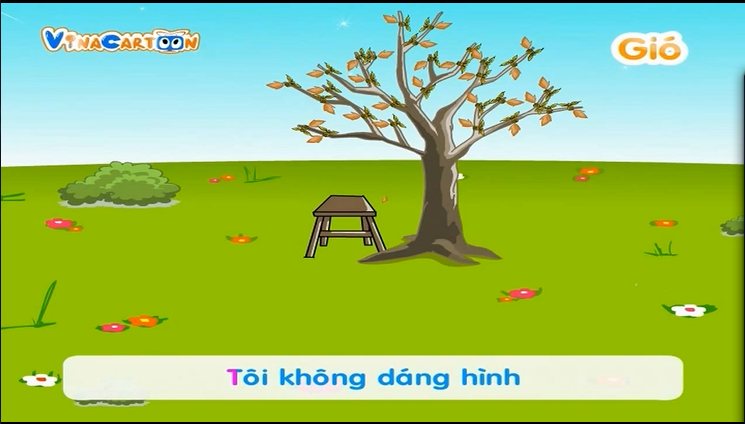 VINACARTOON
Gió
Tôi không dáng hình